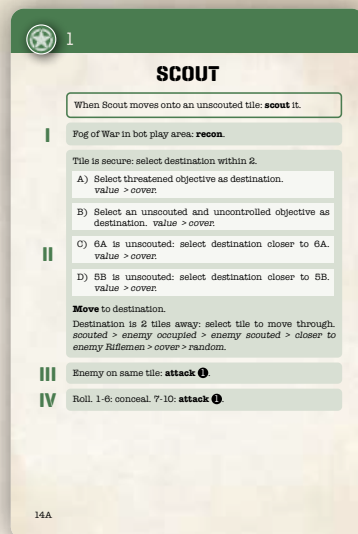 1
SCOUT
When Scout moves onto an unscouted tile: scout it.
I
Fog of War in bot play area: recon.
II
Tile is secure: select destination within 2.
A) Select threatened objective as destination.
value > cover.
B) Select an unscouted and uncontrolled objective as
destination. value > cover.
C) 6A is unscouted: select destination closer to 6A.
value > cover.
D) 5B is unscouted: select destination closer to 5B.
value > cover.
Move to destination.
Destination is 2 tiles away: select tile to move through.
scouted > enemy occupied > enemy scouted > closer to
enemy Riflemen > cover > random.
III
Enemy on same tile: attack 1.
IV
Roll. 1-6: conceal. 7-10: attack 1.
14A